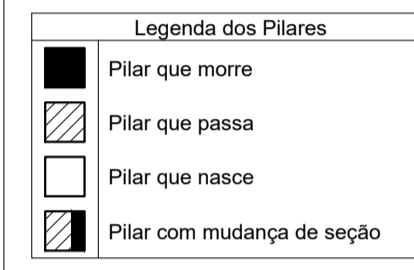 Legenda dos Pilares
Pilar que morre
Pilar que passa
Pilar que nasce
Pilar com mudança de seção